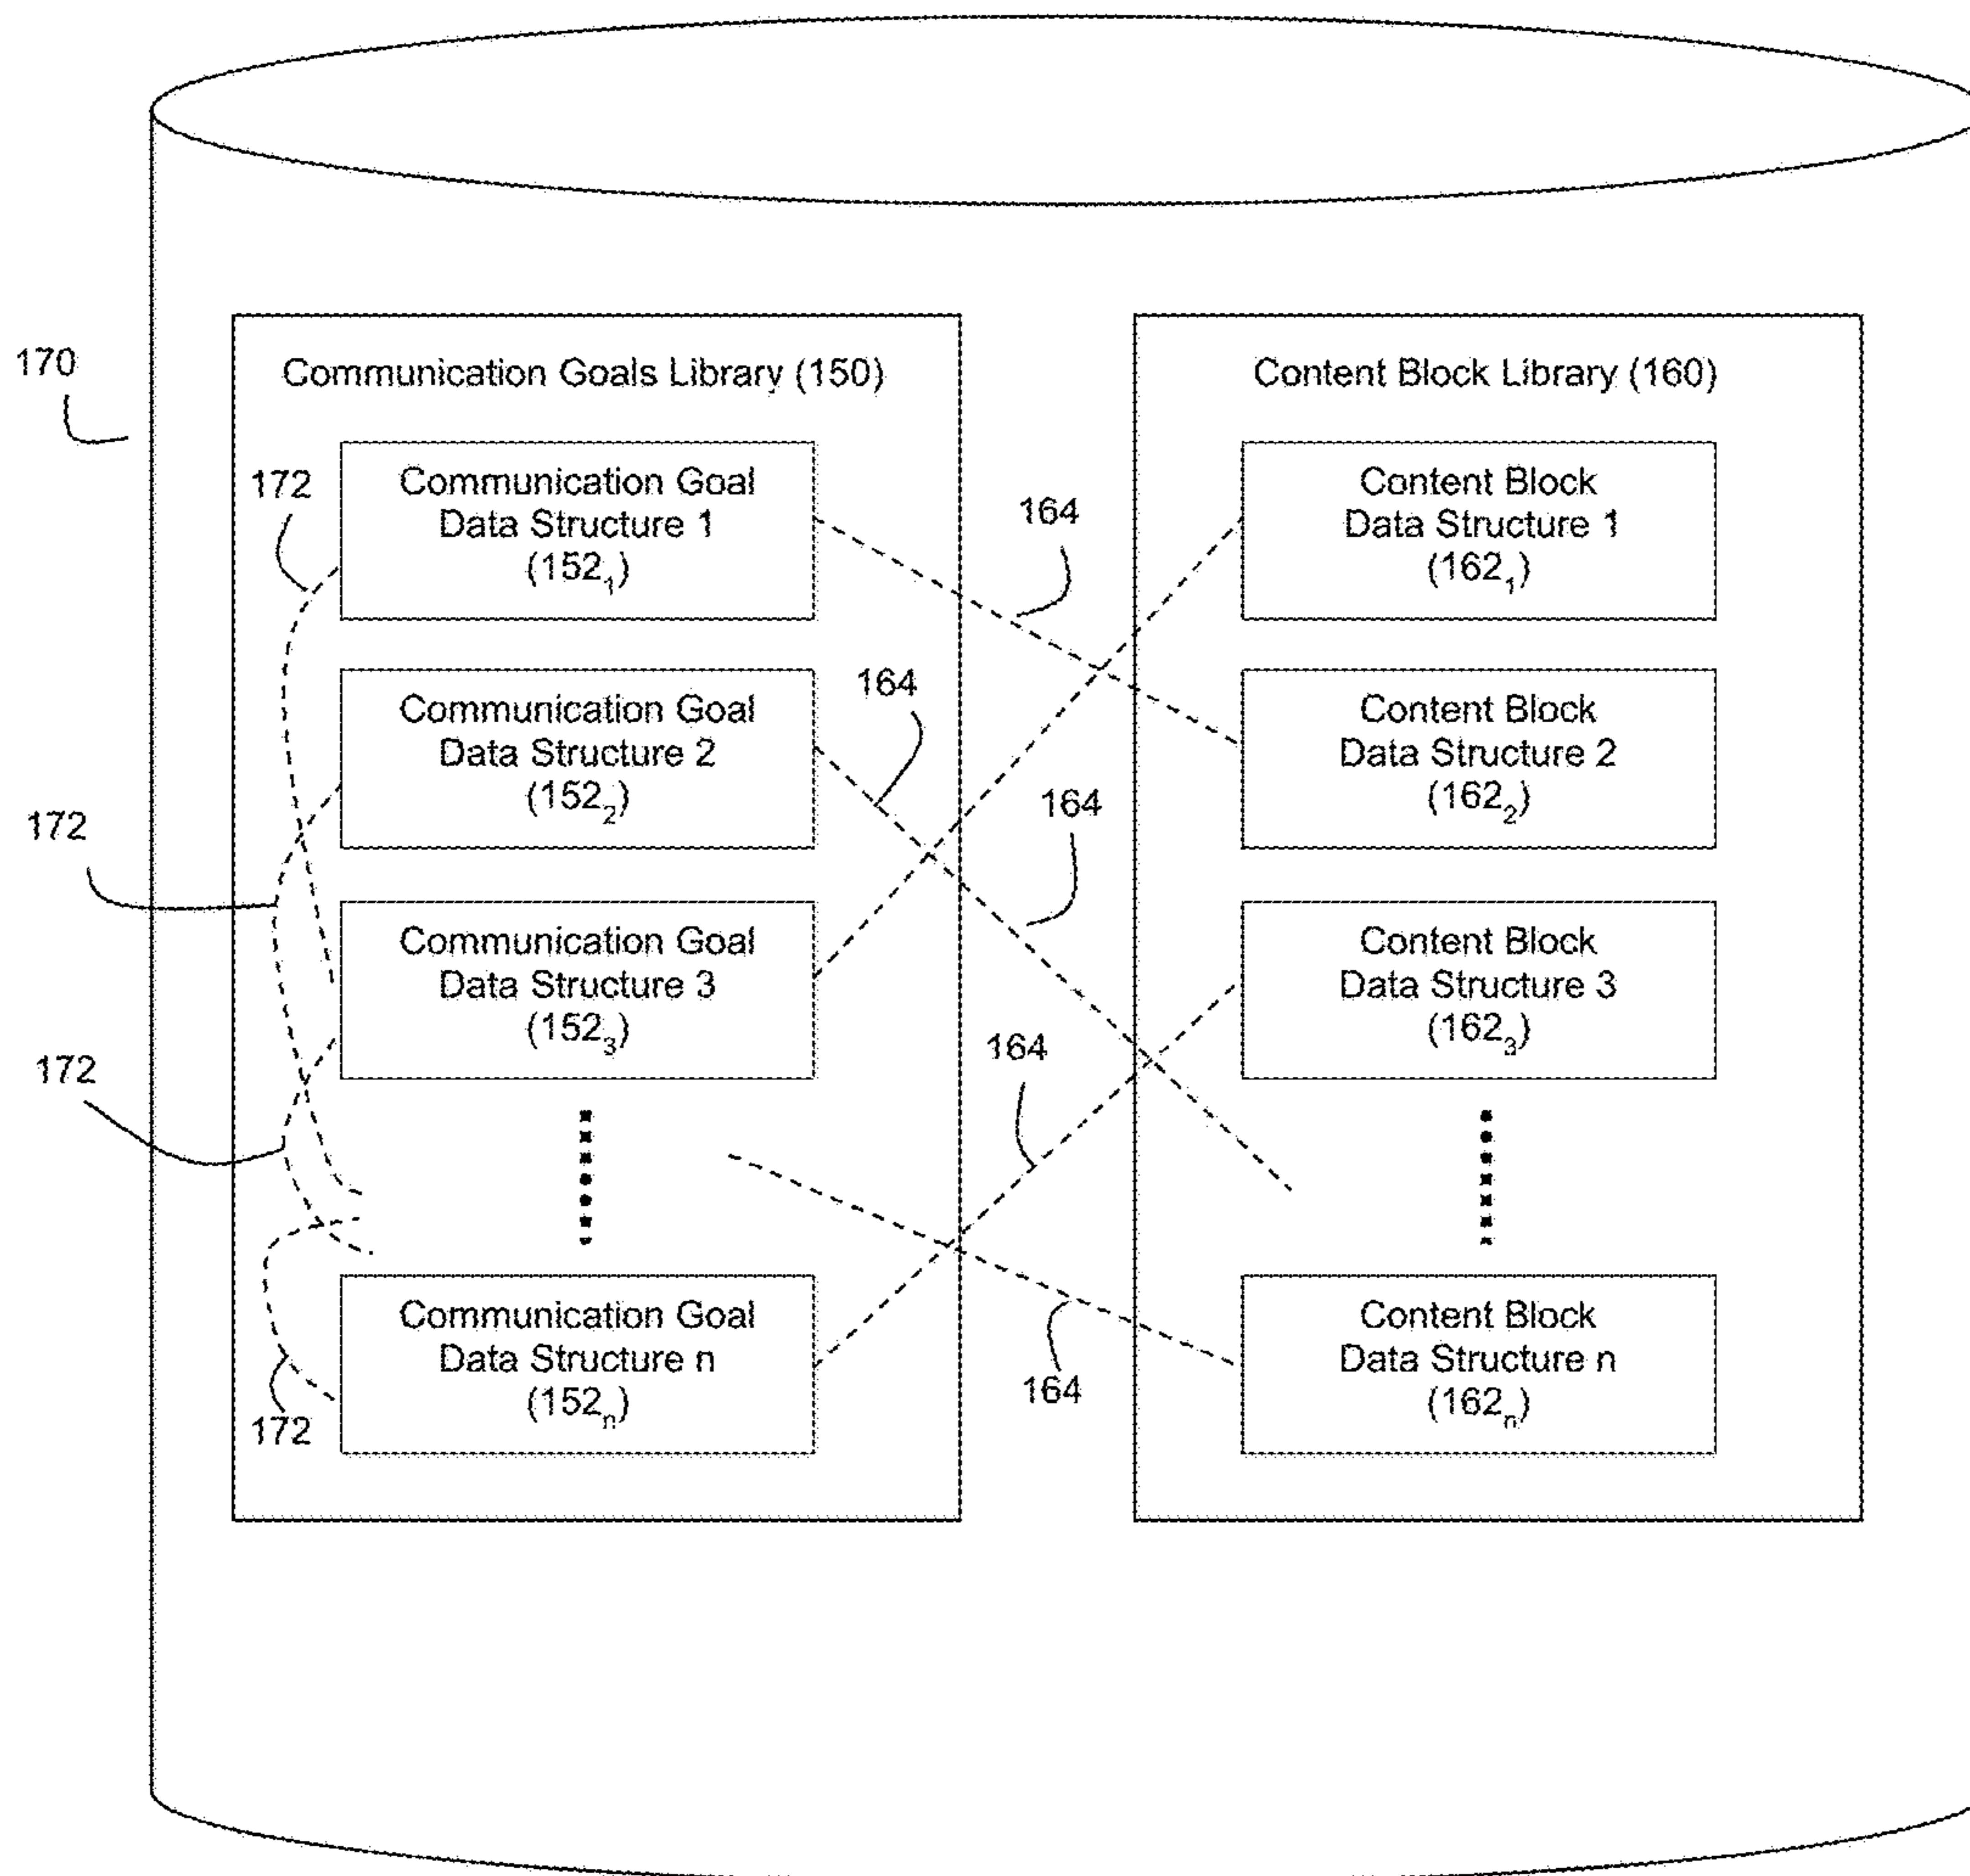 170
Communication Goals Library (150)
172
Communication Goal
Data Structure 1
(152₁)
172
Communication Goal
Data Structure 2
(152₂)
172
Communication Goal
Data Structure 3
(152₃)
Communication Goal
Data Structure n
(152ₙ)
172
164
164
164
164
164
Content Block Library (160)
Content Block
Data Structure 1
(162₁)
Content Block
Data Structure 2
(162₂)
Content Block
Data Structure 3
(162₃)
Content Block
Data Structure n
(162ₙ)